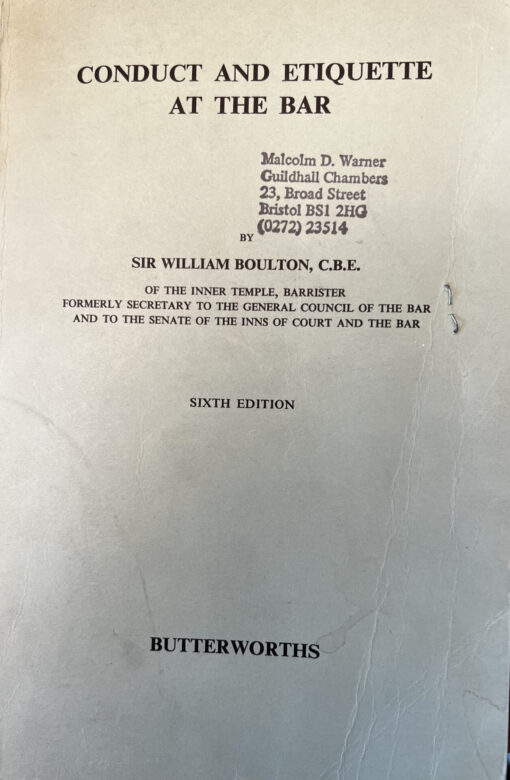 CONDUCT AND ETIQUETTE
AT THE BAR
Malcolm D. Warner
Guildhall Chambers
23, Broad Street
Bristol BS1 2HG
(0272) 23514
BY
SIR WILLIAM BOULTON, C.B.E.
OF THE INNER TEMPLE, BARRISTER
FORMERLY SECRETARY TO THE GENERAL COUNCIL OF THE BAR
AND TO THE SENATE OF THE INNS OF COURT AND THE BAR
SIXTH EDITION
BUTTERWORTHS